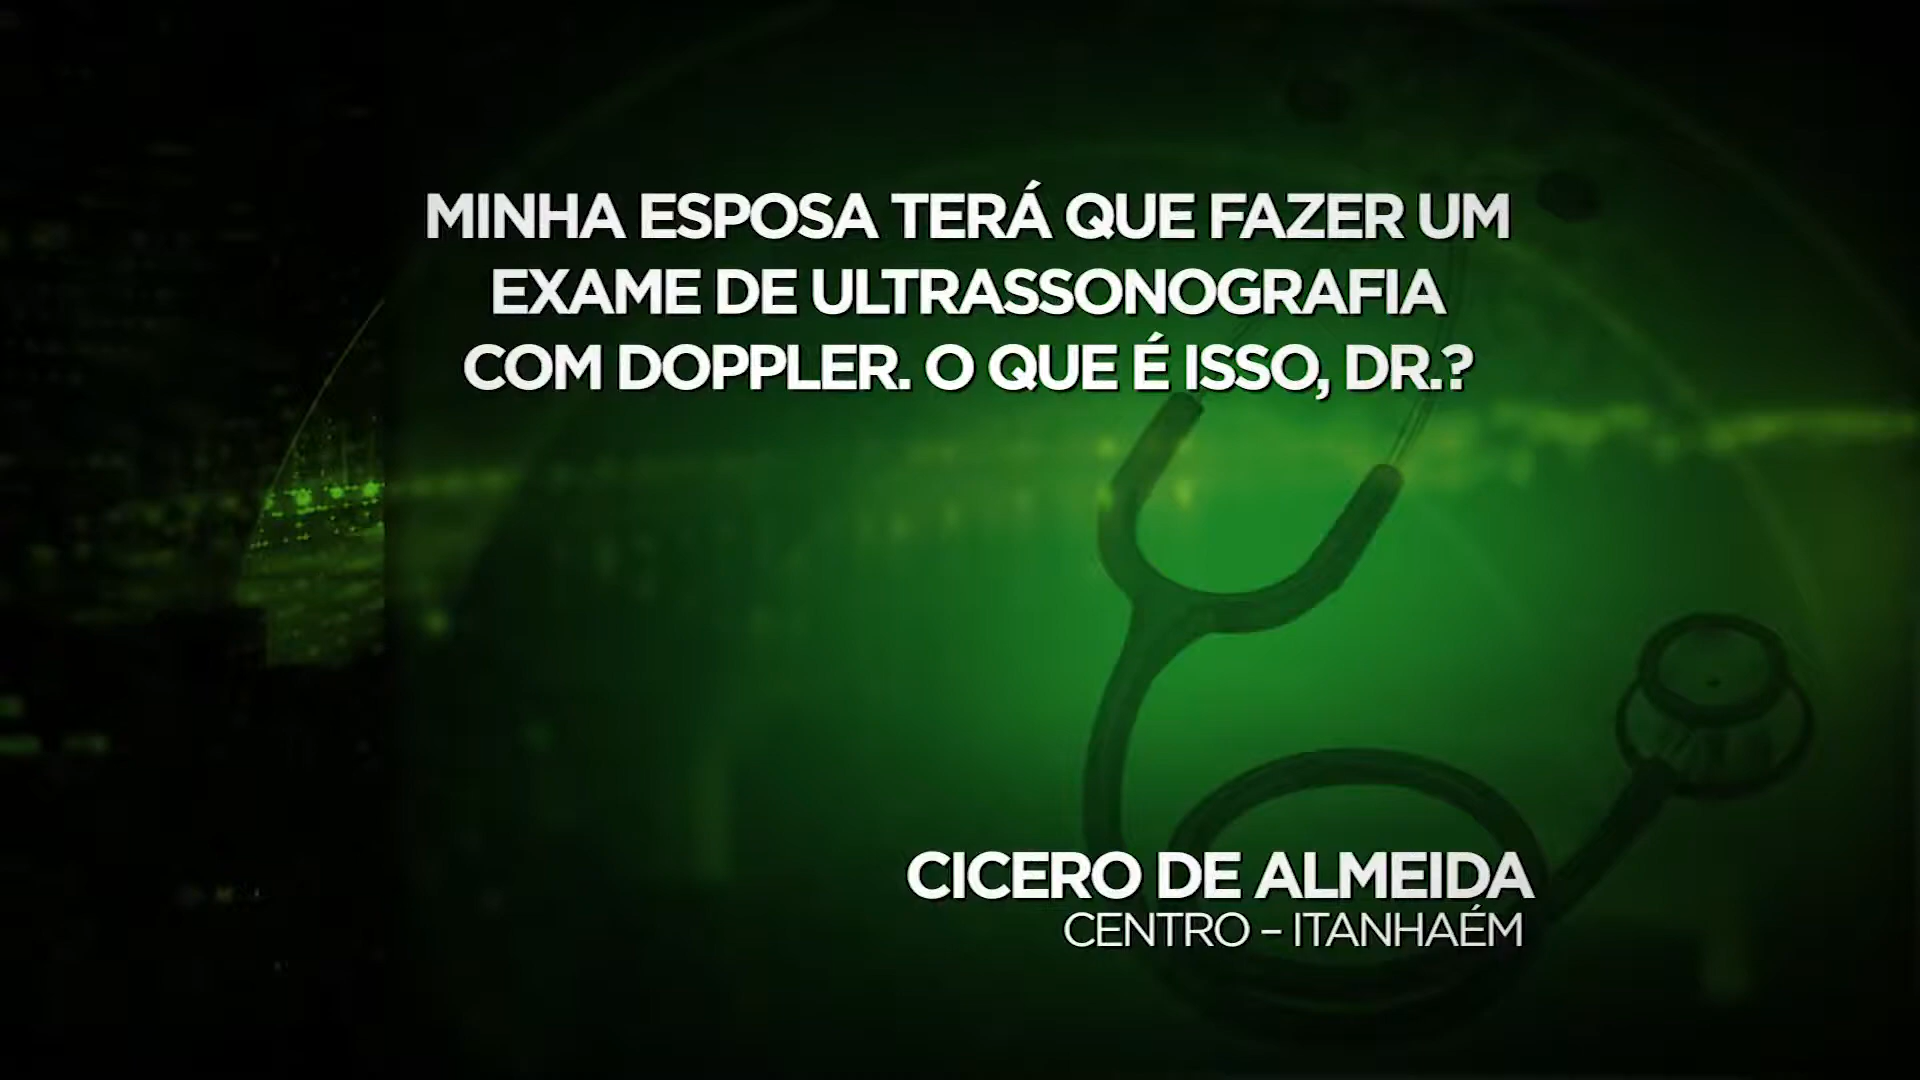 MINHA ESPOSA TERÁ QUE FAZER UM
EXAME DE ULTRASSONOGRAFIA
COM DOPPLER. O QUE É ISSO, DR.?
CICERO DE ALMEIDA
CENTRO – ITANHAÉM